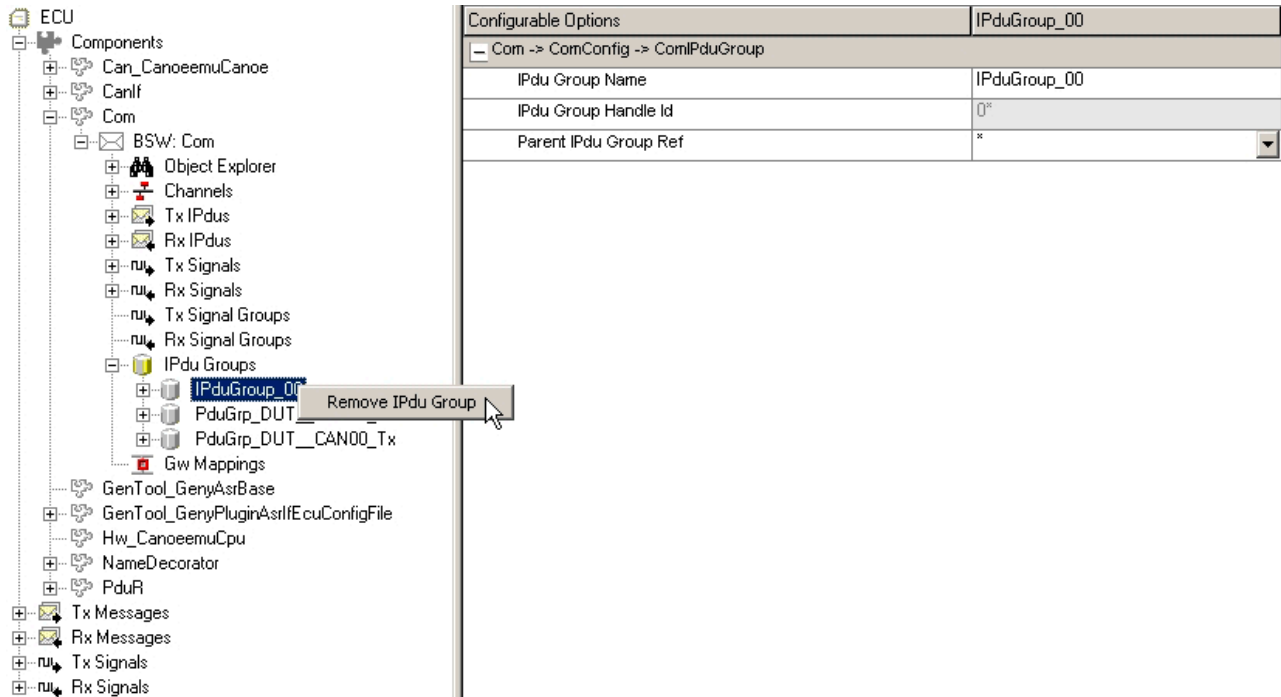 ECU
Components
Can_CanoeemuCanoe
CanIf
Com
BSW: Com
Object Explorer
Channels
Tx IPdus
Rx IPdus
Tx Signals
Rx Signals
Tx Signal Groups
Rx Signal Groups
IPdu Groups
IPduGroup_00
Remove IPdu Group
PduGrp_DUT_
PduGrp_DUT__CAN00_Tx
Gw Mappings
GenTool_GenyAsrBase
GenTool_GenyPluginAsrIfEcuConfigFile
Hw_CanoeemuCpu
NameDecorator
PduR
Tx Messages
Rx Messages
Tx Signals
Rx Signals
Configurable Options IPduGroup_00
Com -> ComConfig -> ComIPduGroup
IPdu Group Name IPduGroup_00
IPdu Group Handle Id 0*
Parent IPdu Group Ref *